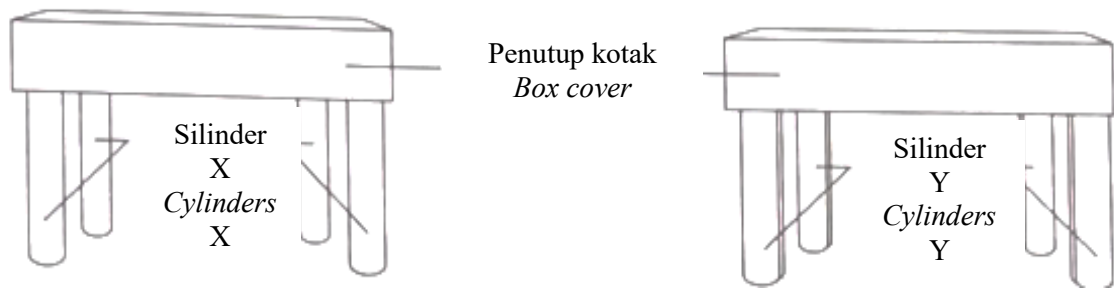 Penutup kotak
Box cover
Silinder
X
Cylinders
X
Silinder
Y
Cylinders
Y